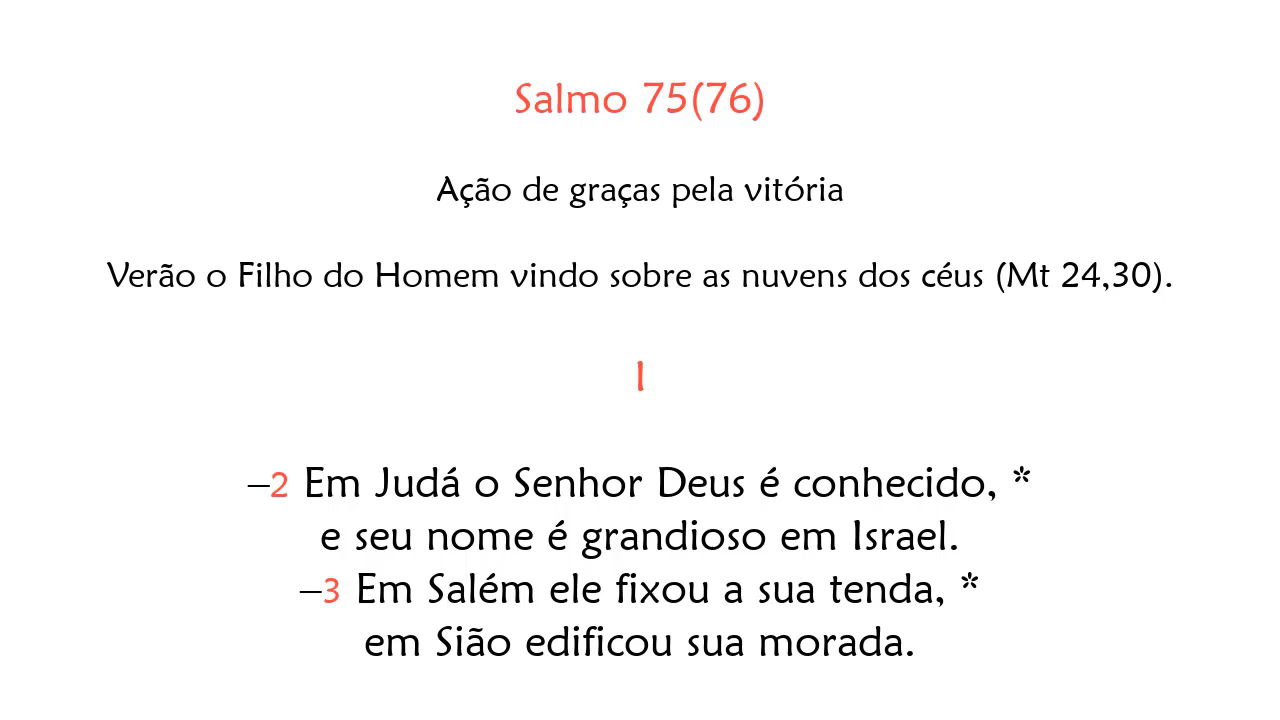 Salmo 75(76)
Ação de graças pela vitória
Verão o Filho do Homem vindo sobre as nuvens dos céus (Mt 24,30).
I
–2 Em Judá o Senhor Deus é conhecido, *
e seu nome é grandioso em Israel.
–3 Em Salém ele fixou a sua tenda, *
em Sião edificou sua morada.